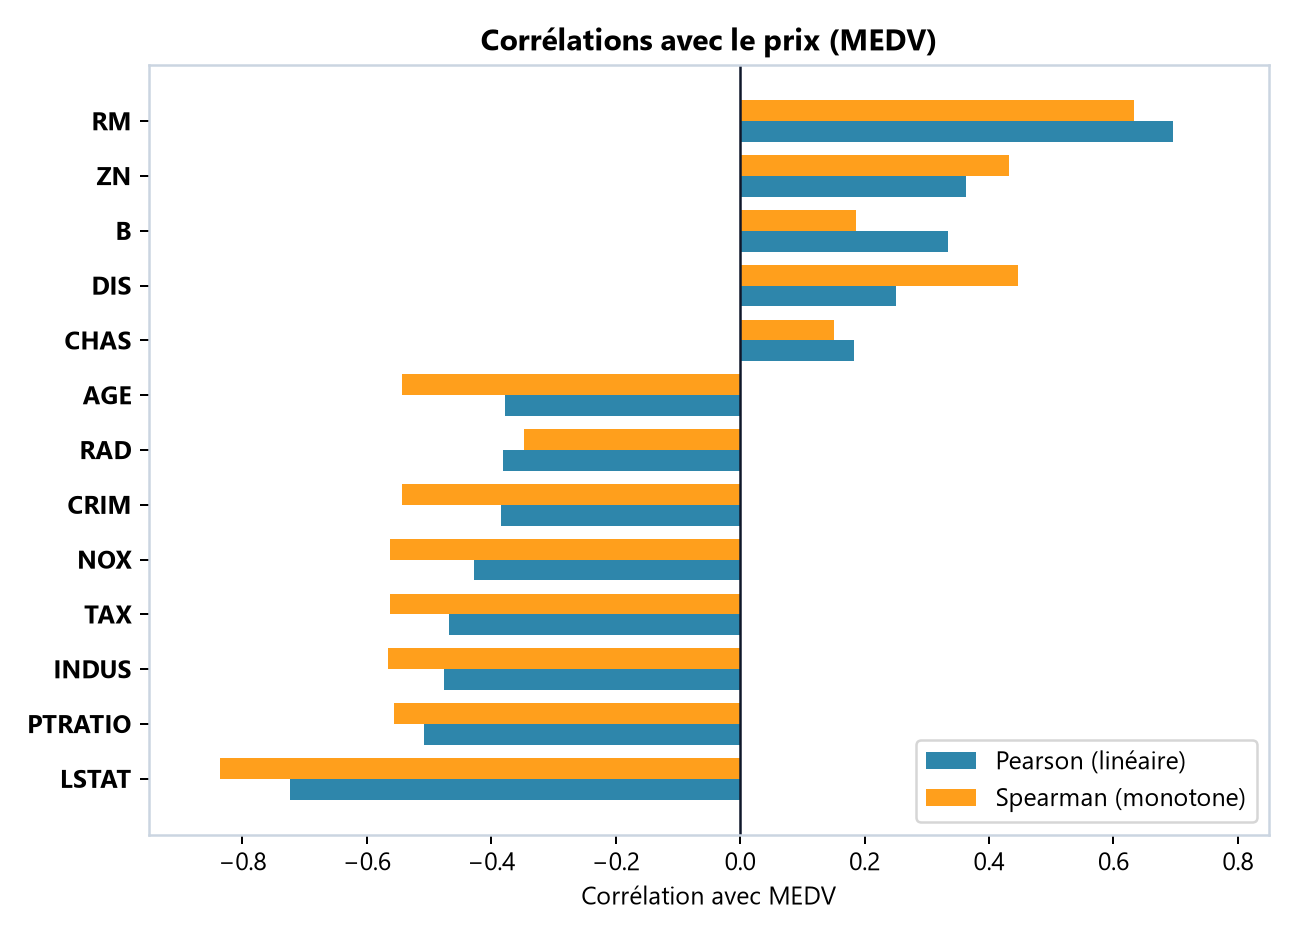 Corrélations avec le prix (MEDV)
RM
ZN
B
DIS
CHAS
AGE
RAD
CRIM
NOX
TAX
INDUS
PTRATIO
LSTAT
Pearson (linéaire)
Spearman (monotone)
−0.8 −0.6 −0.4 −0.2 0.0 0.2 0.4 0.6 0.8
Corrélation avec MEDV